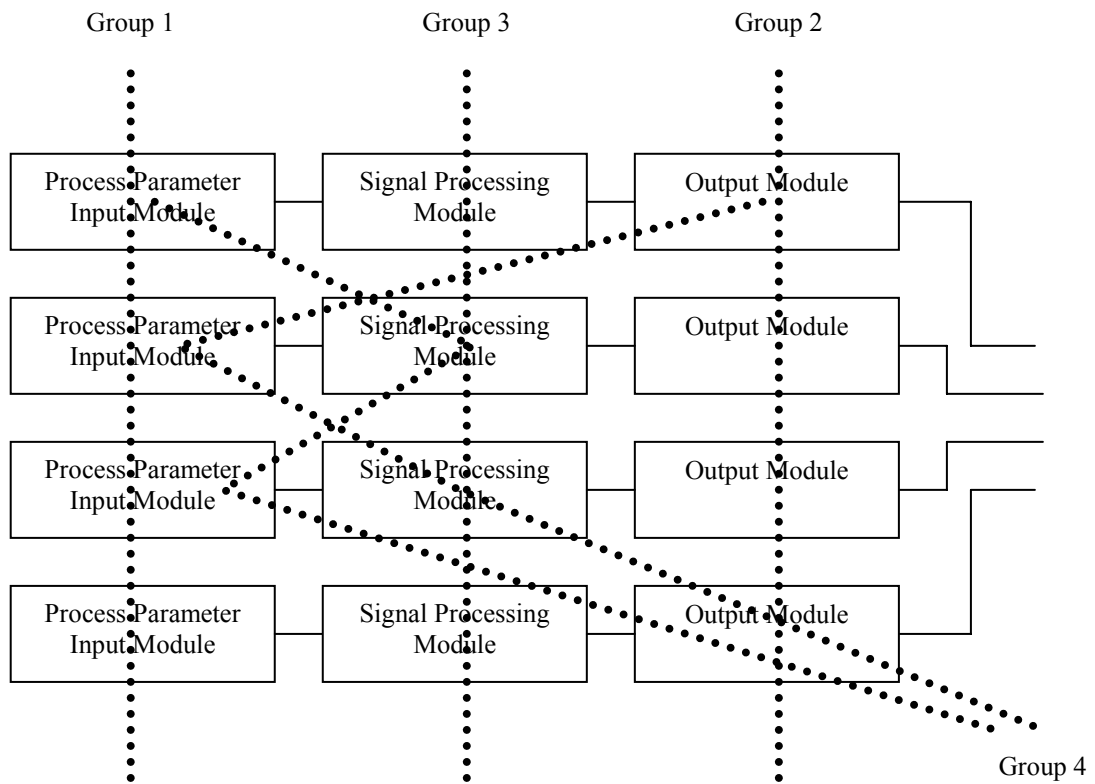 Group 1
Group 3
Group 2
Process Parameter
Input Module
Signal Processing
Module
Output Module
Process Parameter
Input Module
Signal Processing
Module
Output Module
Process Parameter
Input Module
Signal Processing
Module
Output Module
Process Parameter
Input Module
Signal Processing
Module
Output Module
Group 4